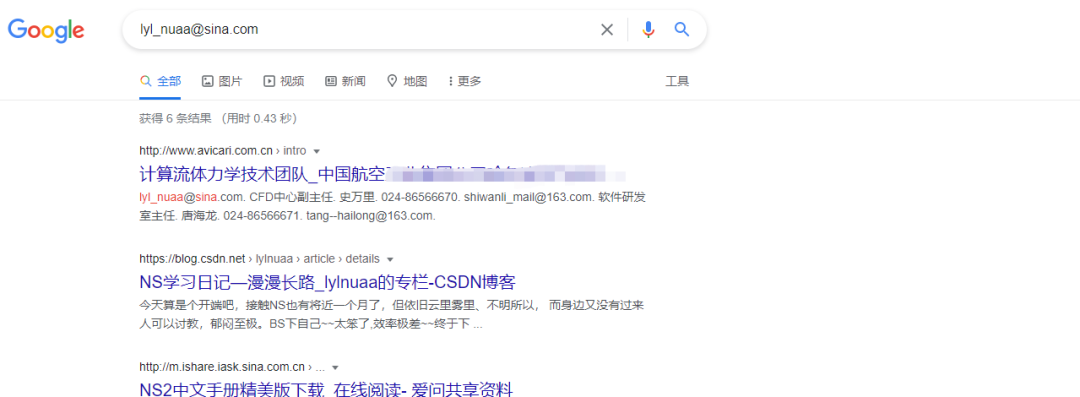 Google
lyl_nuaa@sina.com
全部 图片 视频 新闻 地图 更多 工具
获得 6 条结果 （用时 0.43 秒）
http://www.avicari.com.cn › intro
计算流体力学技术团队_中国航空
lyl_nuaa@sina.com. CFD中心副主任. 史万里. 024-86566670. shiwanli_mail@163.com. 软件研发
室主任. 唐海龙. 024-86566671. tang--hailong@163.com.
https://blog.csdn.net › lylnuaa › article › details
NS学习日记—漫漫长路_lylnuaa的专栏-CSDN博客
今天算是个开端吧，接触NS也有将近一个月了，但依旧云里雾里、不明所以， 而身边又没有过来
人可以讨教，郁闷至极。BS下自己~~太笨了,效率极差~~终于下 ...
http://m.ishare.iask.sina.com.cn › ...
NS2中文手册精美版下载_在线阅读- 爱问共享资料